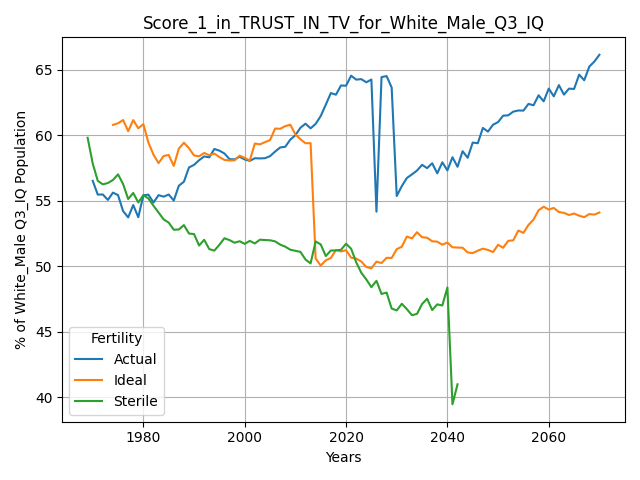 Score_1_in_TRUST_IN_TV_for_White_Male_Q3_IQ
% of White_Male Q3_IQ Population
65
60
55
50
45
40
Fertility
Actual
Ideal
Sterile
1980 2000 2020 2040 2060
Years